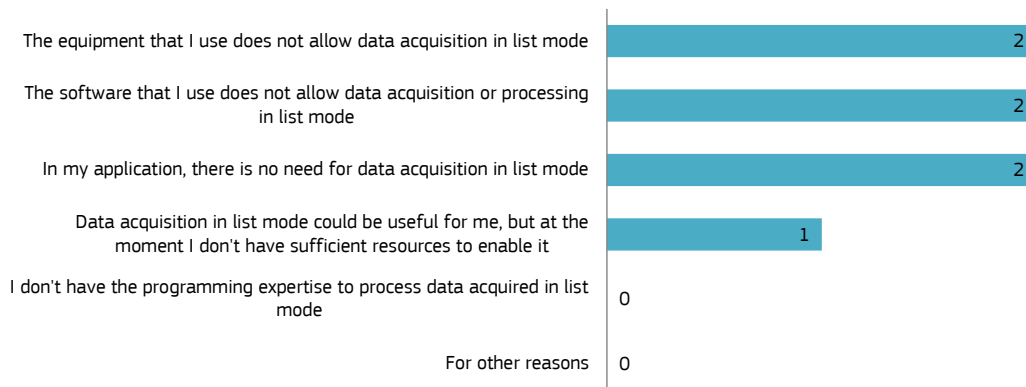 The equipment that I use does not allow data acquisition in list mode
2
The software that I use does not allow data acquisition or processing
in list mode
2
In my application, there is no need for data acquisition in list mode
2
Data acquisition in list mode could be useful for me, but at the
moment I don't have sufficient resources to enable it
1
I don't have the programming expertise to process data acquired in list
mode
0
For other reasons
0